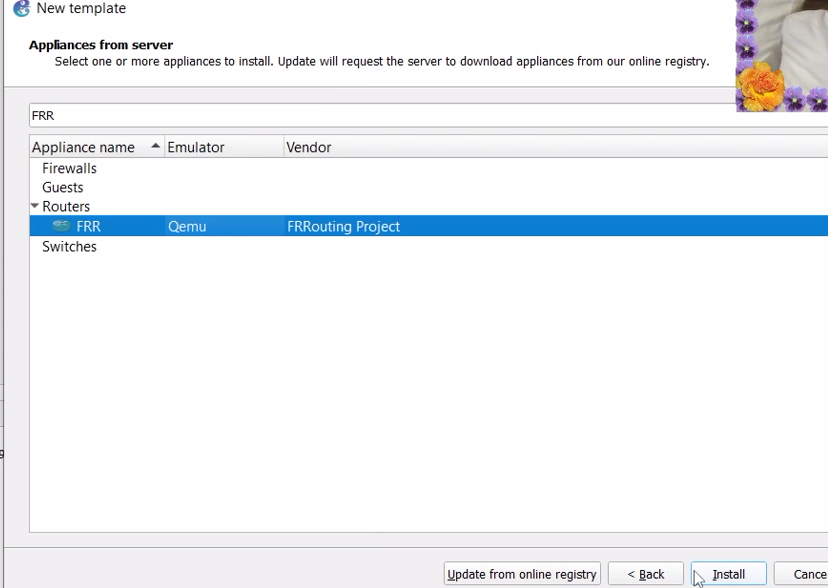 New template
Appliances from server
Select one or more appliances to install. Update will request the server to download appliances from our online registry.
FRR
Appliance name Emulator Vendor
Firewalls
Guests
Routers
FRR Qemu FRRouting Project
Switches
Update from online registry < Back Install Cance